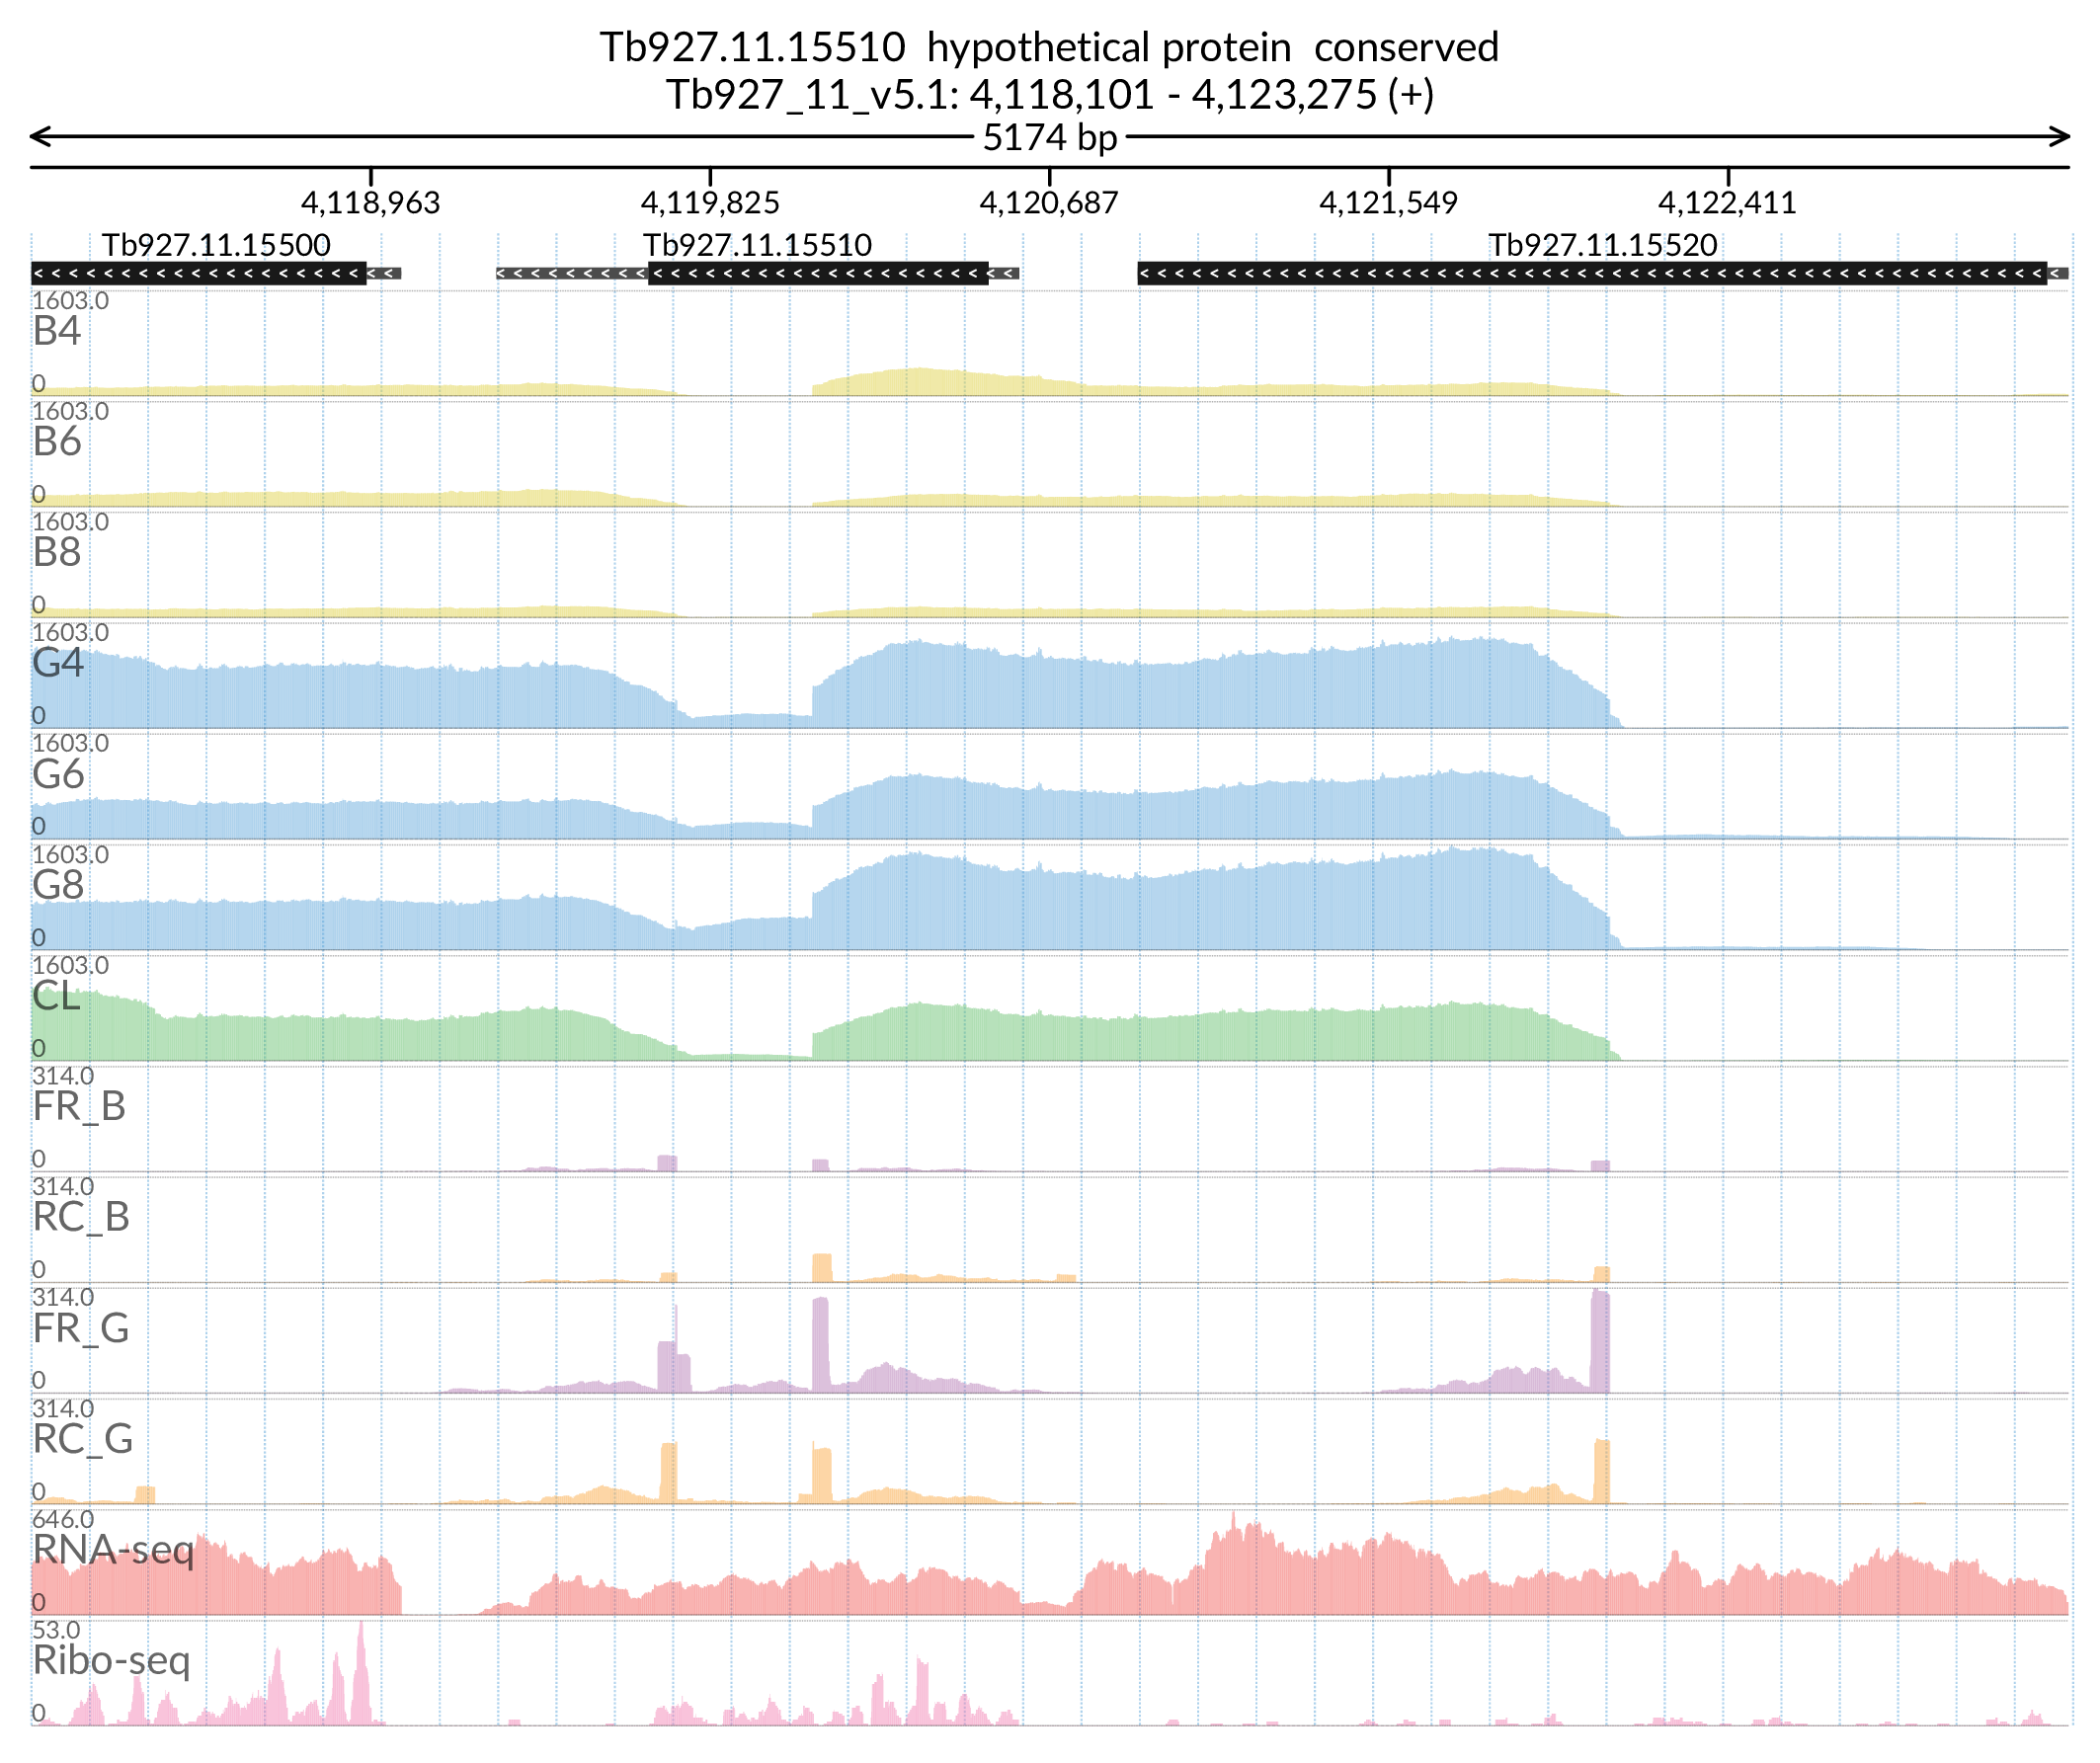 Tb927.11.15510 hypothetical protein conserved
Tb927_11_v5.1: 4,118,101 - 4,123,275 (+)
5174 bp
4,118,963 4,119,825 4,120,687 4,121,549 4,122,411
Tb927.11.15500 Tb927.11.15510 Tb927.11.15520
1603.0
B4
0
1603.0
B6
0
1603.0
B8
0
1603.0
G4
0
1603.0
G6
0
1603.0
G8
0
1603.0
CL
0
314.0
FR_B
0
314.0
RC_B
0
314.0
FR_G
0
314.0
RC_G
0
646.0
RNA-seq
0
53.0
Ribo-seq
0